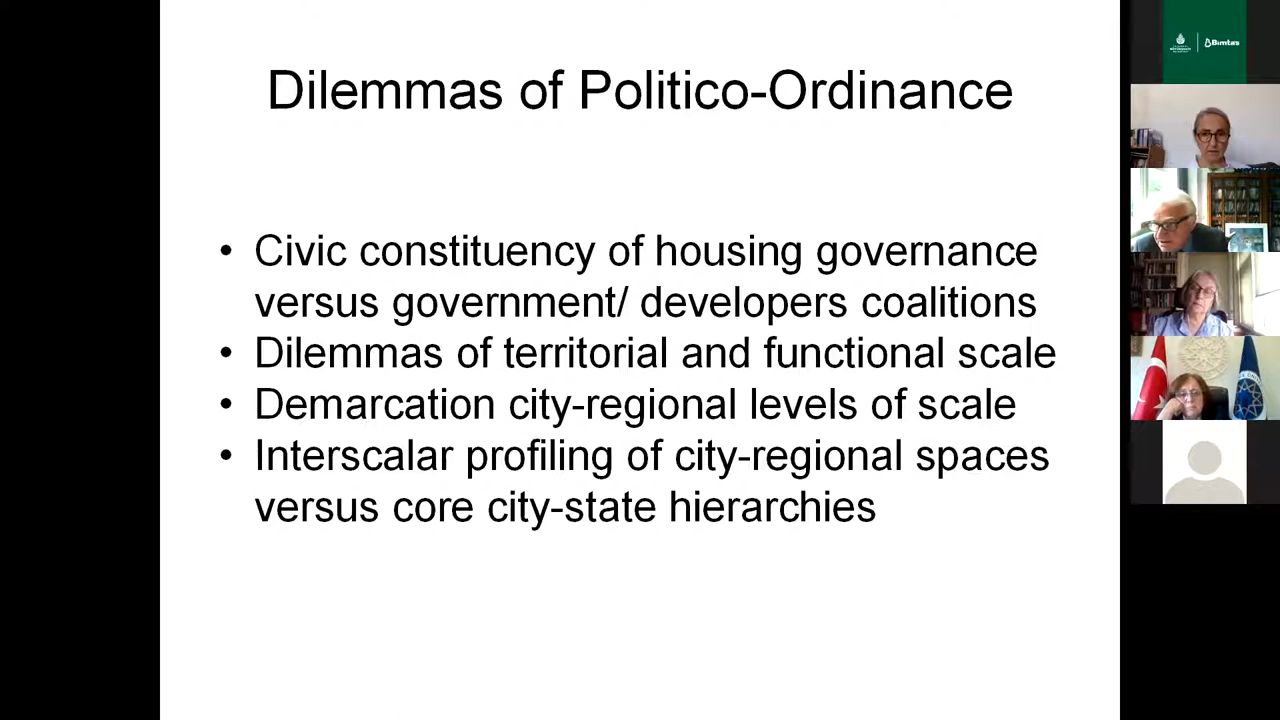 Dilemmas of Politico-Ordinance
• Civic constituency of housing governance
versus government/ developers coalitions
• Dilemmas of territorial and functional scale
• Demarcation city-regional levels of scale
• Interscalar profiling of city-regional spaces
versus core city-state hierarchies
Bimtaş